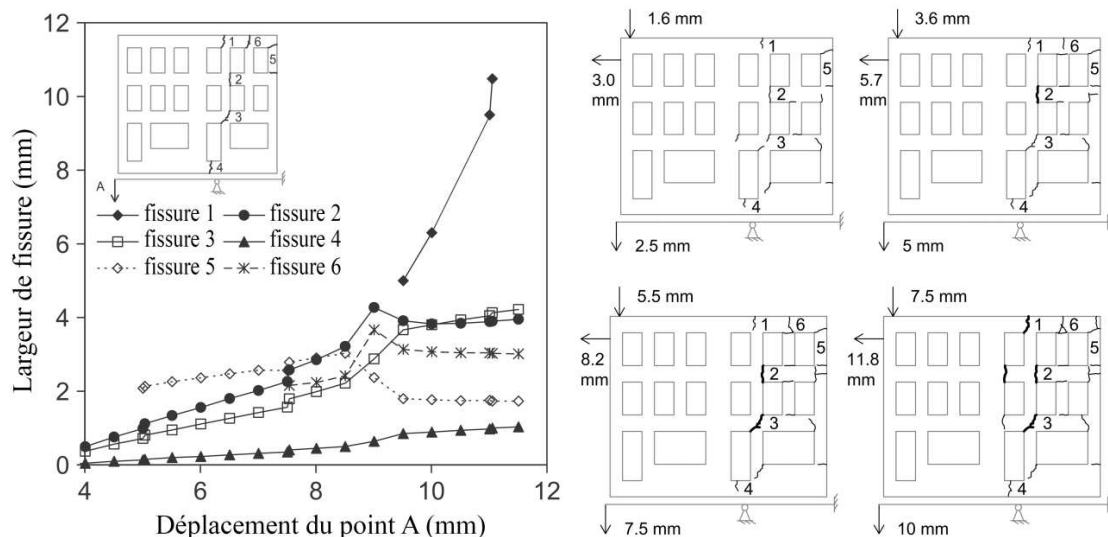 Largeur de fissure (mm)
12
10
8
6
4
2
0
4
6
8
10
12
Déplacement du point A (mm)
1
6
5
2
3
4
A
fissure 1
fissure 2
fissure 3
fissure 4
fissure 5
fissure 6
1.6 mm
3.0
mm
1
6
5
2
3
4
2.5 mm
3.6 mm
5.7
mm
1
6
5
2
3
4
5 mm
5.5 mm
8.2
mm
1
6
5
2
3
4
7.5 mm
7.5 mm
11.8
mm
1
6
5
2
3
4
10 mm